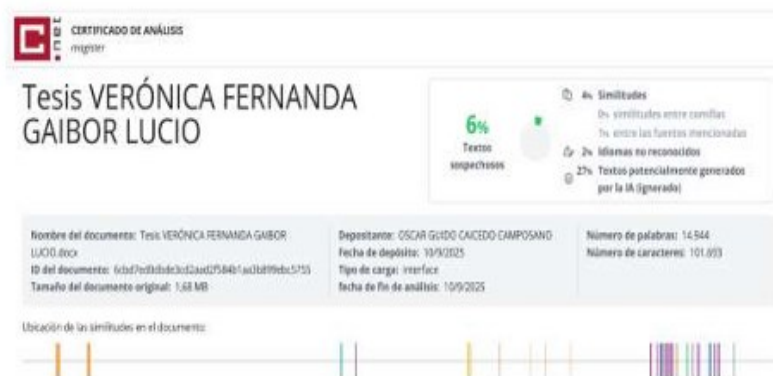 C.net
CERTIFICADO DE ANÁLISIS
magister
Tesis VERÓNICA FERNANDA
GAIBOR LUCIO
6%
Textos
sospechosos
4% Similitudes
0% similitudes entre comillas
1% entre las fuentes mencionadas
2% Idiomas no reconocidos
27% Textos potencialmente generados
por la IA (ignorado)
Nombre del documento: Tesis VERÓNICA FERNANDA GAIBOR
LUCIO.docx
ID del documento:
Tamaño del documento original: 1,68 MB
Depositante: OSCAR GUIDO CAICEDO CAMPOSANO
Fecha de depósito: 10/9/2025
Tipo de carga: interface
fecha de fin de análisis: 10/9/2025
Número de palabras: 14.944
Número de caracteres: 101.693
Ubicación de las similitudes en el documento: